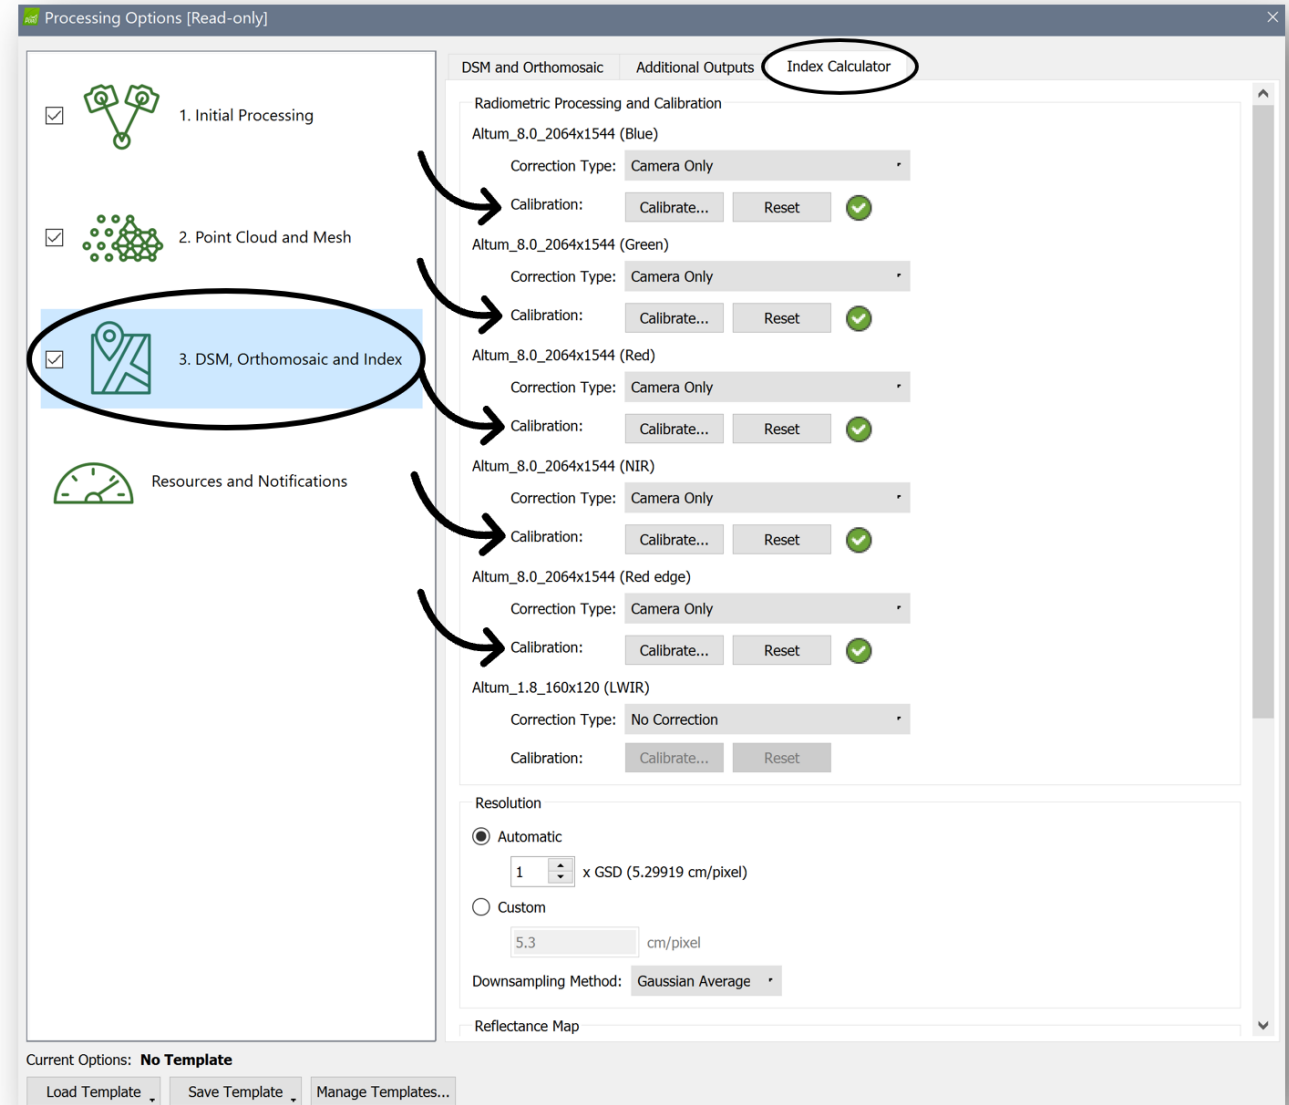 Processing Options [Read-only]
1. Initial Processing
2. Point Cloud and Mesh
3. DSM, Orthomosaic and Index
Resources and Notifications
DSM and Orthomosaic Additional Outputs Index Calculator
Radiometric Processing and Calibration
Altum_8.0_2064x1544 (Blue)
Correction Type: Camera Only
Calibration: Calibrate... Reset
Altum_8.0_2064x1544 (Green)
Correction Type: Camera Only
Calibration: Calibrate... Reset
Altum_8.0_2064x1544 (Red)
Correction Type: Camera Only
Calibration: Calibrate... Reset
Altum_8.0_2064x1544 (NIR)
Correction Type: Camera Only
Calibration: Calibrate... Reset
Altum_8.0_2064x1544 (Red edge)
Correction Type: Camera Only
Calibration: Calibrate... Reset
Altum_1.8_160x120 (LWIR)
Correction Type: No Correction
Calibration: Calibrate... Reset
Resolution
Automatic
1 x GSD (5.29919 cm/pixel)
Custom
5.3 cm/pixel
Downsampling Method: Gaussian Average
Reflectance Map
Current Options: No Template
Load Template Save Template Manage Templates...